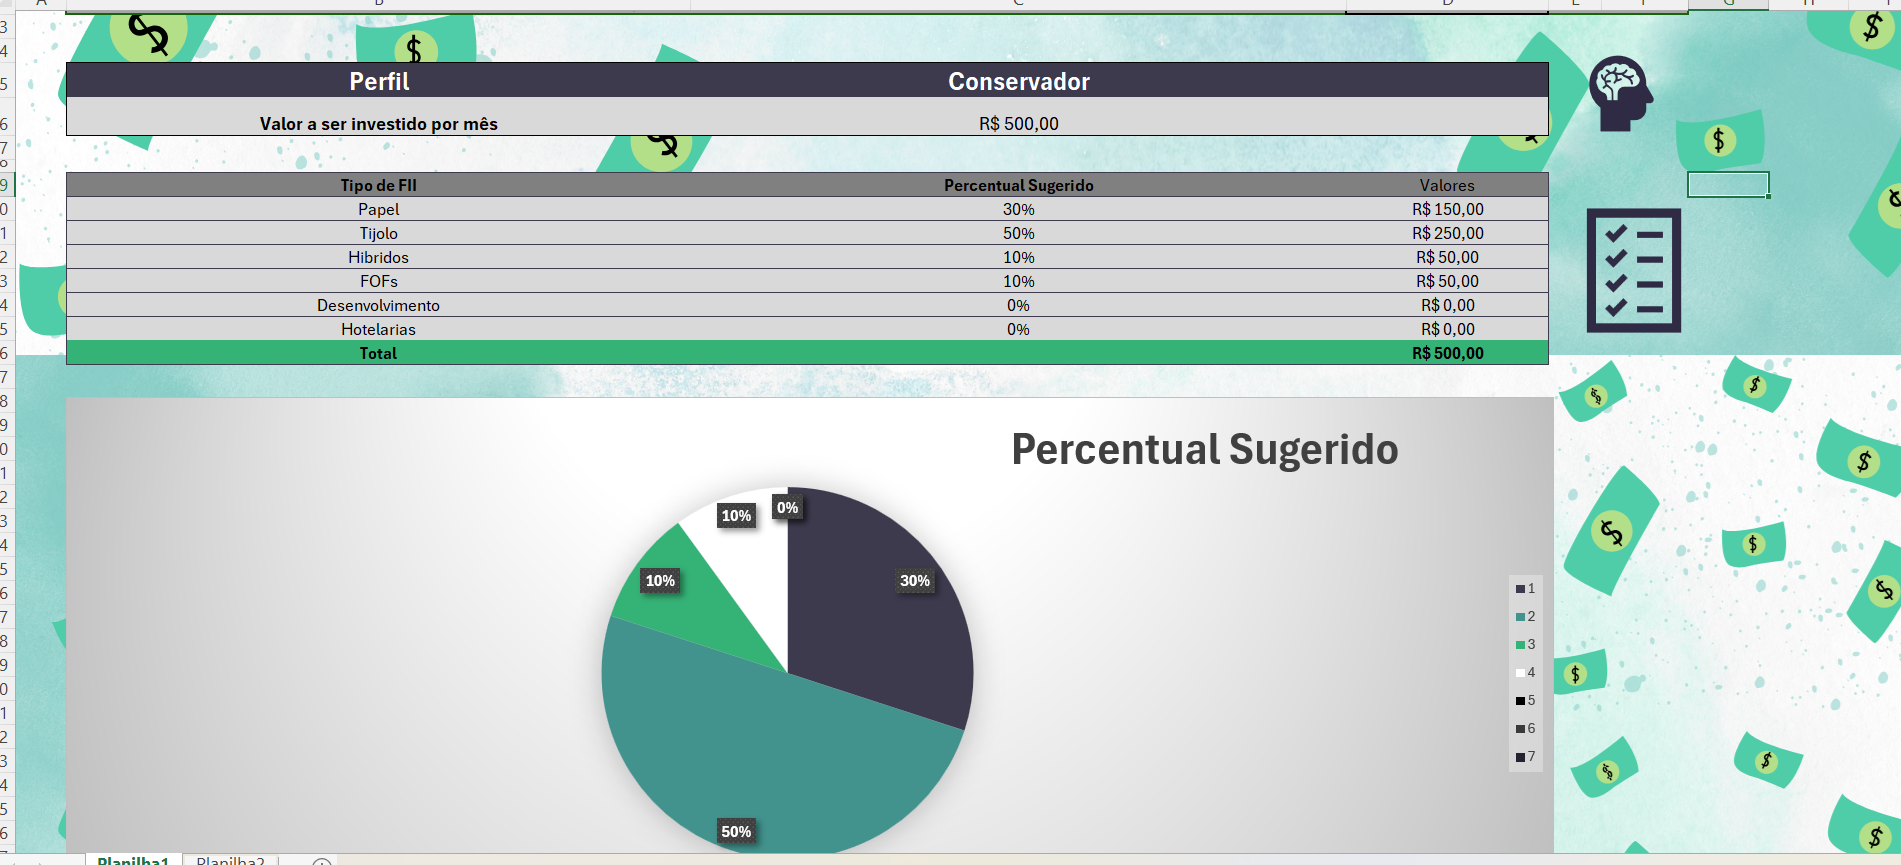 Perfil Conservador
Valor a ser investido por mês R$ 500,00
Tipo de FII Percentual Sugerido Valores
Papel 30% R$ 150,00
Tijolo 50% R$ 250,00
Hibridos 10% R$ 50,00
FOFs 10% R$ 50,00
Desenvolvimento 0% R$ 0,00
Hotelarias 0% R$ 0,00
Total R$ 500,00
Percentual Sugerido
10%
0%
10%
30%
50%
1
2
3
4
5
6
7
Planilha1 Planilha2